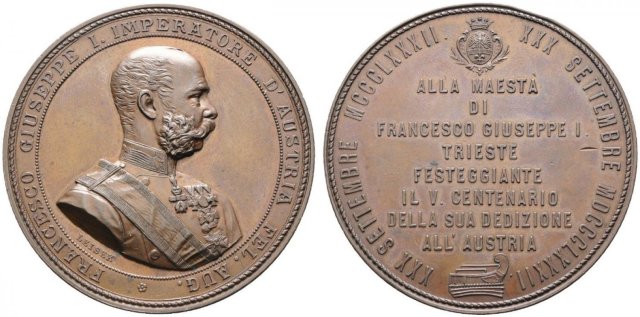 FRANCESCO GIUSEPPE I. IMPERATORE D'AUSTRIA FEL. AUG.
LEISEK
XXX SETTEMBRE MCCCLXXXII. XXX SETTEMBRE MDCCCLXXXII
ALLA MAESTÀ
DI
FRANCESCO GIUSEPPE I.
TRIESTE
FESTEGGIANTE
IL V. CENTENARIO
DELLA SUA DEDIZIONE
ALL'AUSTRIA